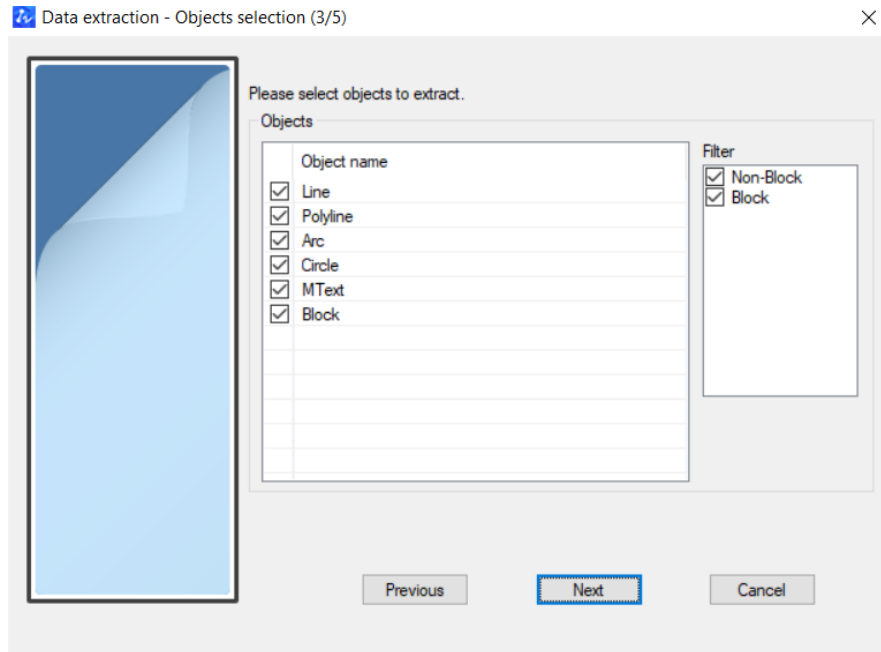 Data extraction - Objects selection (3/5)
Please select objects to extract.
Objects
Object name
Line
Polyline
Arc
Circle
MText
Block
Filter
Non-Block
Block
Previous
Next
Cancel